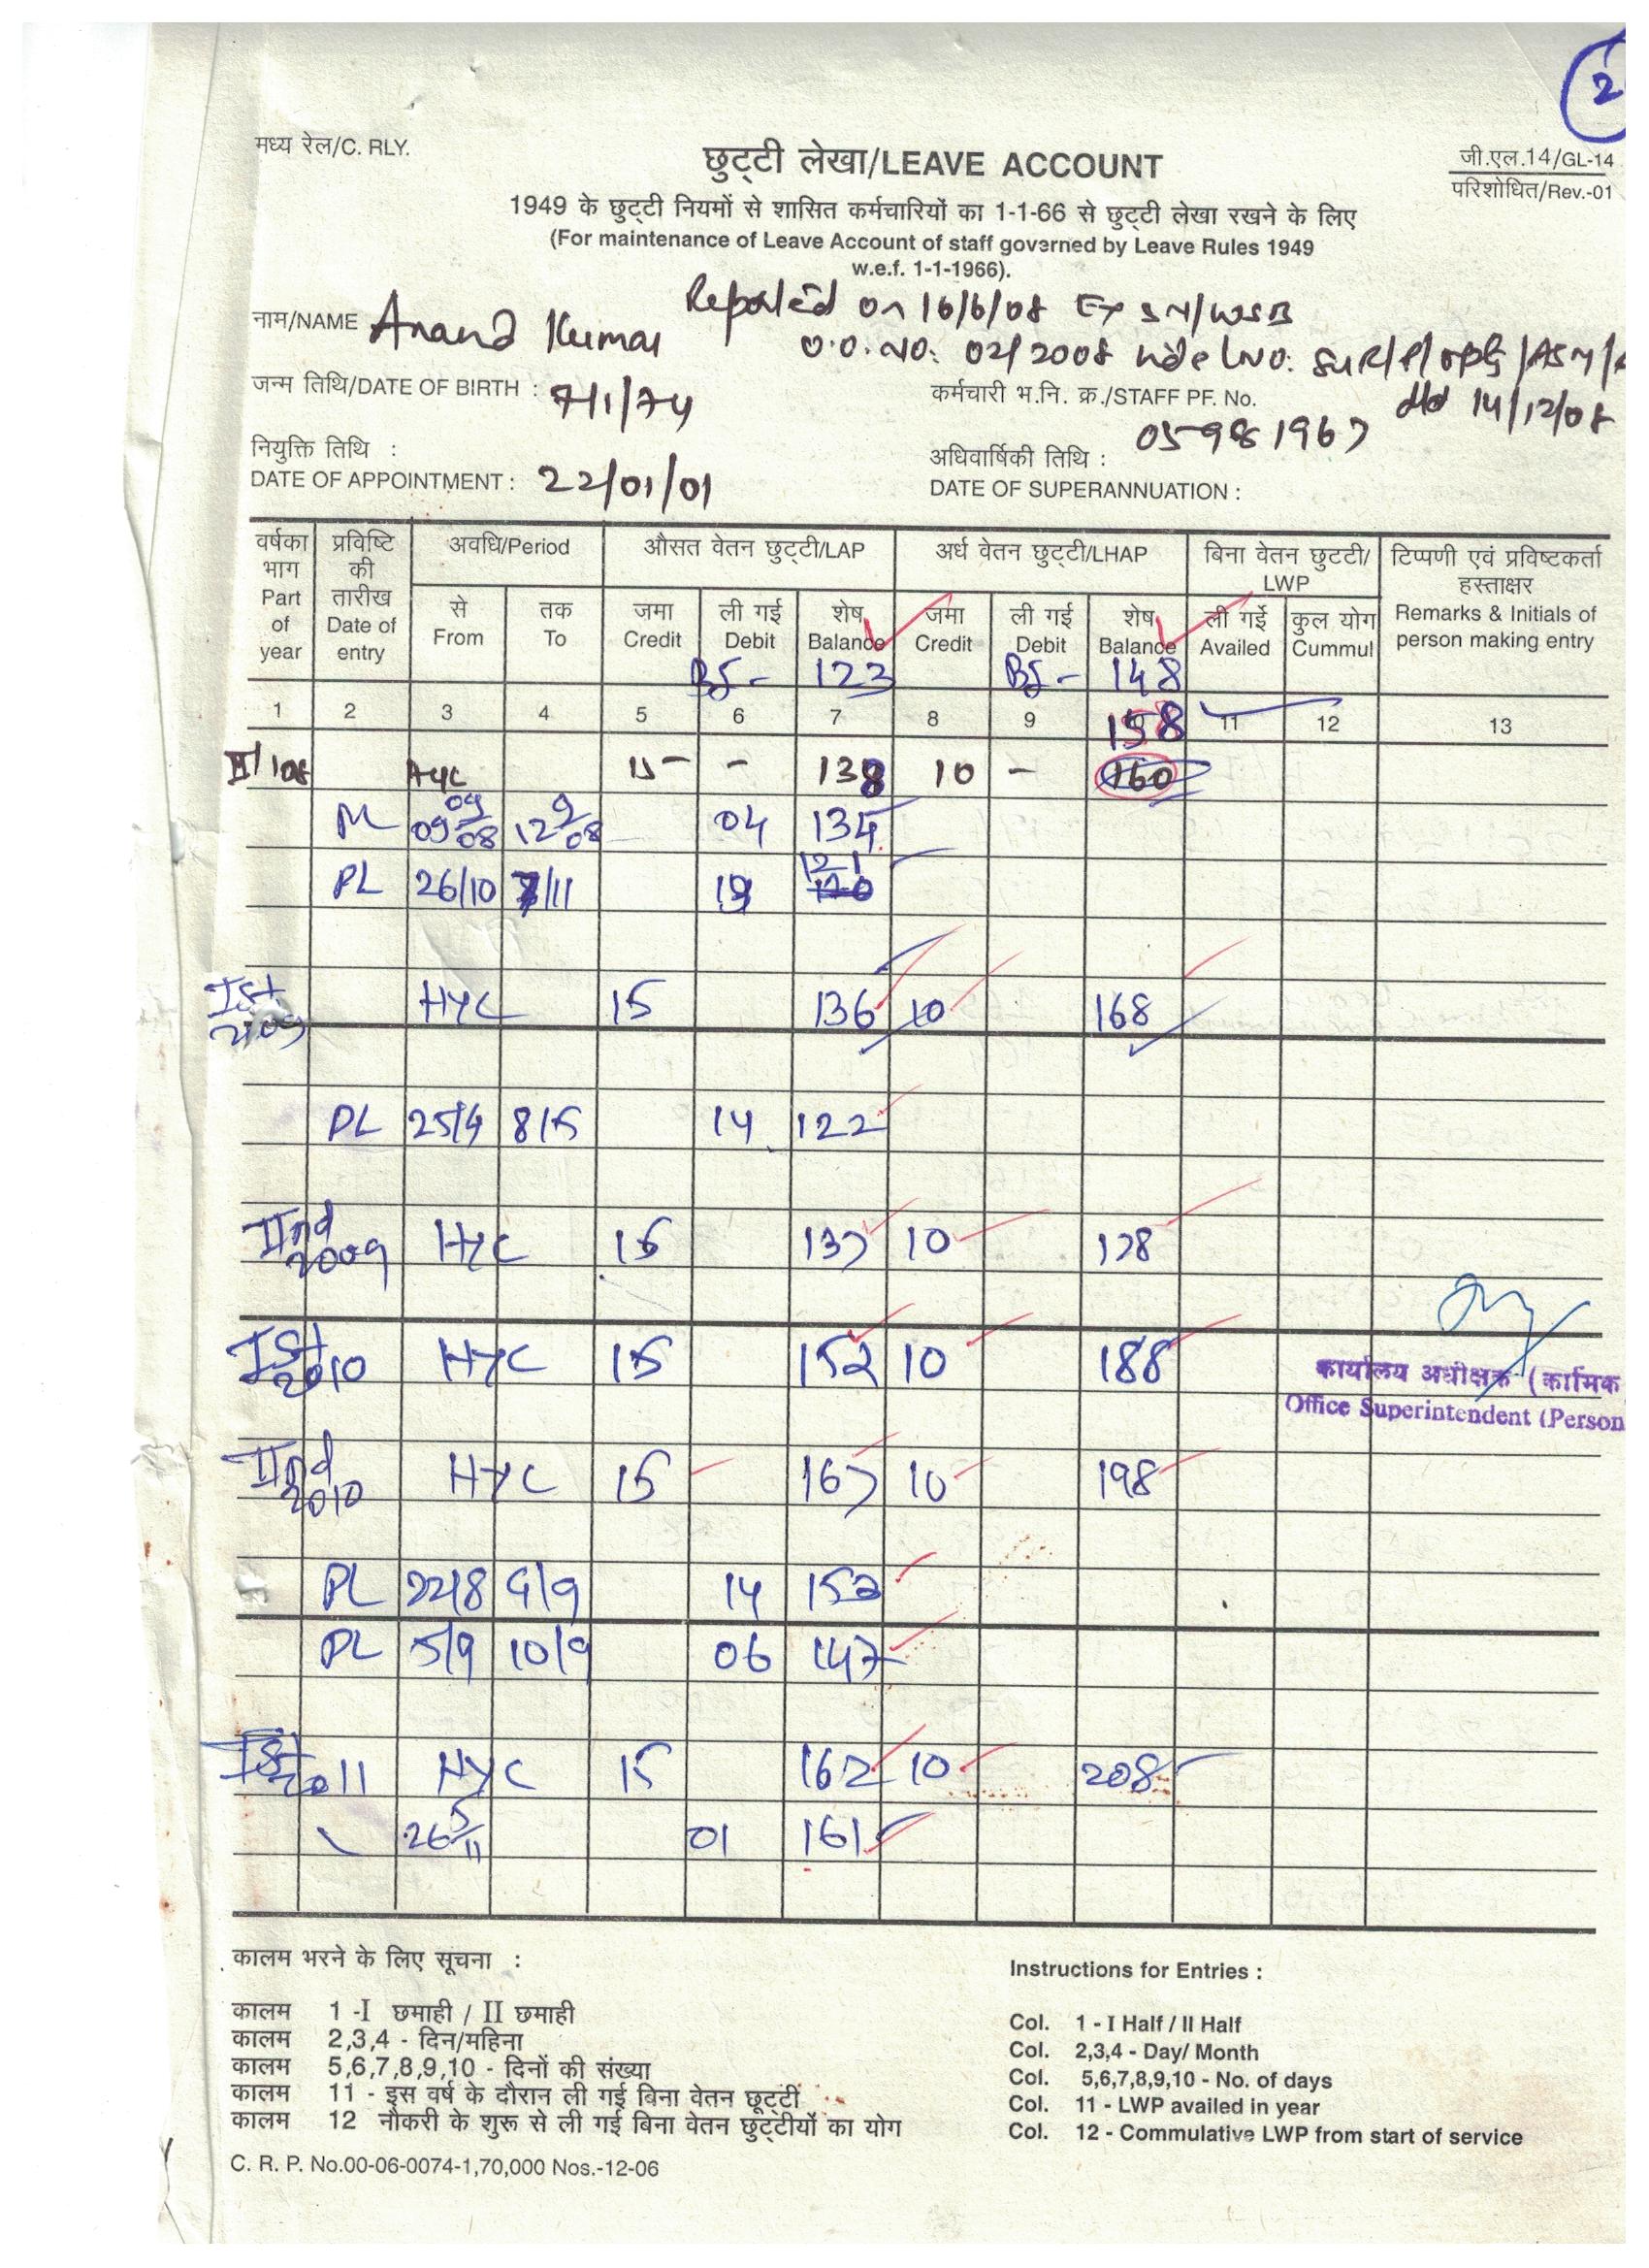 2
मध्य रेल/C. RLY.
छुट्टी लेखा/LEAVE ACCOUNT
जी.एल.14/GL-14
परिशोधित/Rev.-01
1949 के छुट्टी नियमों से शासित कर्मचारियों का 1-1-66 से छुट्टी लेखा रखने के लिए
(For maintenance of Leave Account of staff governed by Leave Rules 1949
w.e.f. 1-1-1966).
Reported on 16/6/08 Ex SN/WSB
नाम/NAME Anand Kumar
O.O. NO: 02/2008 SUR/P/
dtd 14/12/08
जन्म तिथि/DATE OF BIRTH : 7/1/74
कर्मचारी भ.नि. क्र./STAFF PF. No. 05981967
नियुक्ति तिथि :
DATE OF APPOINTMENT : 22/01/01
अधिवार्षिकी तिथि :
DATE OF SUPERANNUATION :
वर्षका भाग Part of year
प्रविष्टि की तारीख Date of entry
अवधि/Period
औसत वेतन छुट्टी/LAP
अर्ध वेतन छुट्टी/LHAP
बिना वेतन छुटटी/ LWP
टिप्पणी एवं प्रविष्टकर्ता हस्ताक्षर Remarks & Initials of person making entry
से From तक To जमा Credit ली गई Debit शेष Balance जमा Credit ली गई Debit शेष Balance ली गई Availed कुल योग Cummul
123 148
1 2 3 4 5 6 7 8 9 11 12 13
158
II/08 HYC 15 - 138 10 - 160
09 09/08 12 9/08 04 134
PL 26/10 7/11 13 121 120
Ist 2009 HYC 15 136 10 168
PL 25/4 8/5 14 122
IInd 2009 HYC 15 137 10 178
Ist 2010 HYC 15 152 10 188
कार्यालय अधीक्षक (कार्मिक
Office Superintendent (Person
IInd 2010 HYC 15 167 10 198
PL 22/8 4/9 14 153
PL 5/9 10/9 06 147
Ist 2011 HYC 15 162 10 208
26 5/11 01 161
कालम भरने के लिए सूचना :
कालम 1 -I छमाही / II छमाही
कालम 2,3,4 - दिन/महिना
कालम 5,6,7,8,9,10 - दिनों की संख्या
कालम 11 - इस वर्ष के दौरान ली गई बिना वेतन छूट्टी
कालम 12 नौकरी के शुरू से ली गई बिना वेतन छुट्टीयों का योग
Instructions for Entries :
Col. 1 - I Half / II Half
Col. 2,3,4 - Day/ Month
Col. 5,6,7,8,9,10 - No. of days
Col. 11 - LWP availed in year
Col. 12 - Commulative LWP from start of service
C. R. P. No.00-06-0074-1,70,000 Nos.-12-06